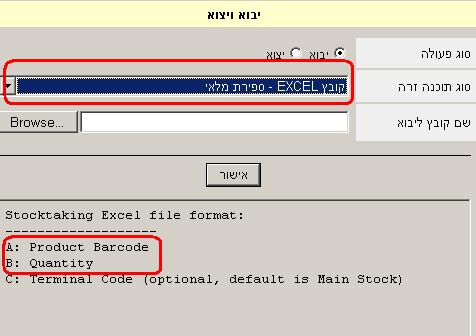 יבוא ויצוא
סוג פעולה
יבוא יצוא
סוג תוכנה זרה
קובץ EXCEL - ספירת מלאי
שם קובץ ליבוא
Browse...
אישור
Stocktaking Excel file format:
-------------------
A: Product Barcode
B: Quantity
C: Terminal Code (optional, default is Main Stock)